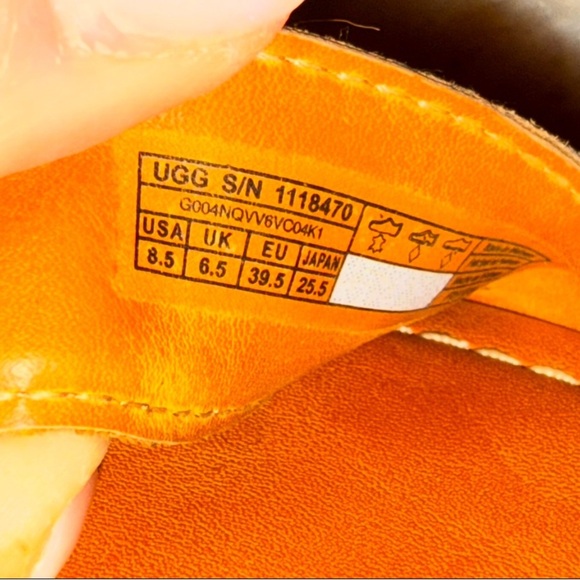 UGG S/N 1118470
G004NQVV6VC04K1
USA UK EU JAPAN
8.5 6.5 39.5 25.5